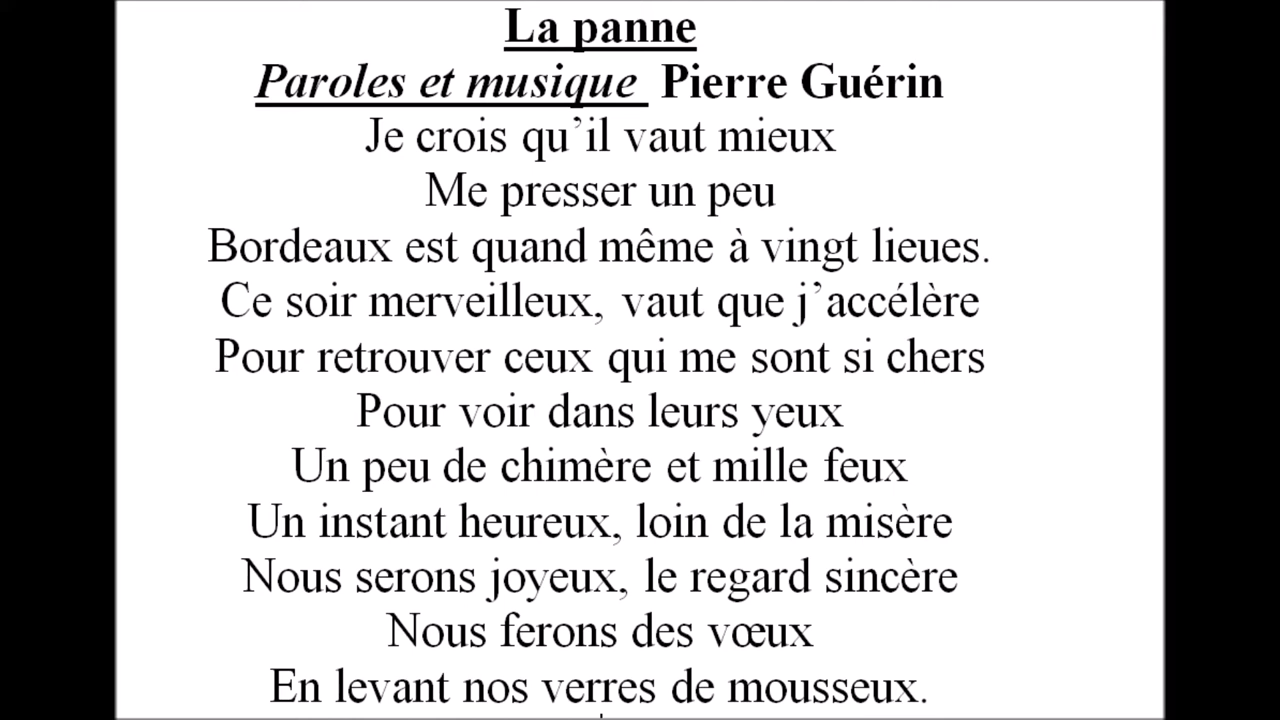 La panne
Paroles et musique Pierre Guérin
Je crois qu’il vaut mieux
Me presser un peu
Bordeaux est quand même à vingt lieues.
Ce soir merveilleux, vaut que j’accélère
Pour retrouver ceux qui me sont si chers
Pour voir dans leurs yeux
Un peu de chimère et mille feux
Un instant heureux, loin de la misère
Nous serons joyeux, le regard sincère
Nous ferons des vœux
En levant nos verres de mousseux.